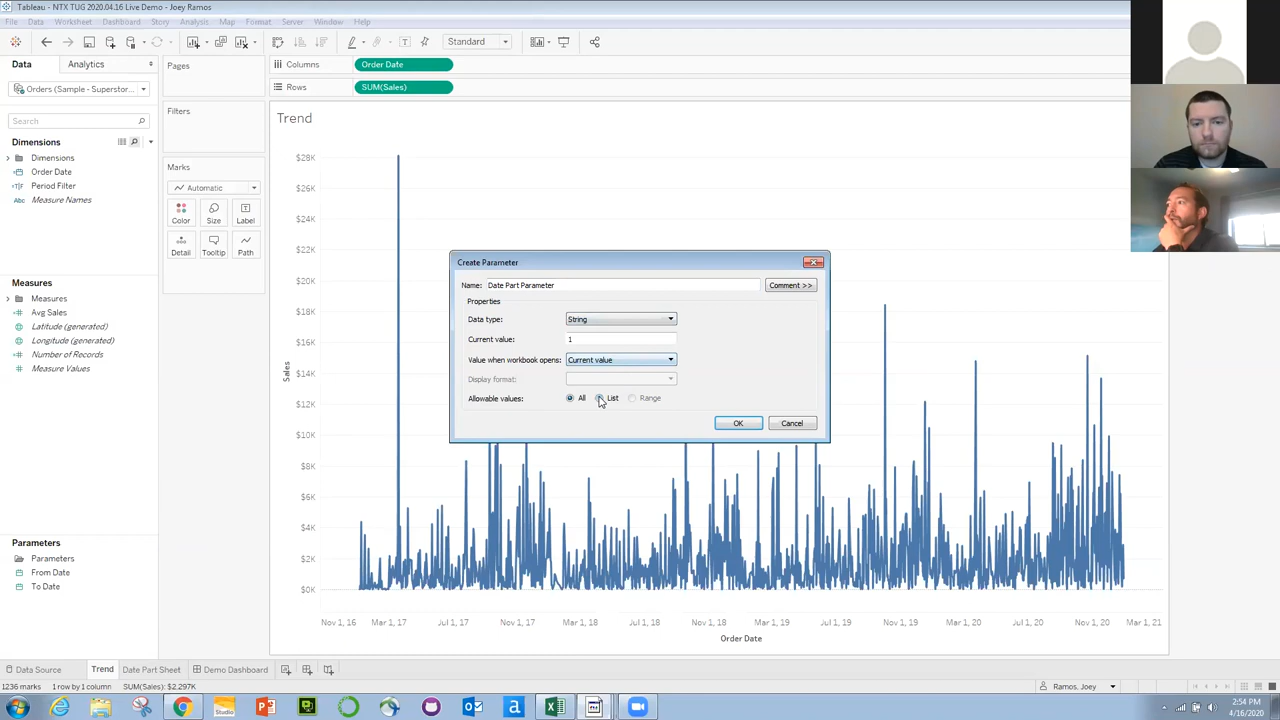 Tableau - NTX TUG 2020.04.16 Live Demo - Joey Ramos
File Data Worksheet Dashboard Story Analysis Map Format Server Window Help
Standard
Data Analytics
Orders (Sample - Superstor...
Search
Dimensions
Dimensions
Order Date
Period Filter
Abc Measure Names
Measures
Measures
Avg Sales
Latitude (generated)
Longitude (generated)
Number of Records
Measure Values
Parameters
Parameters
From Date
To Date
Pages
Filters
Marks
Automatic
Color Size Label
Detail Tooltip Path
Columns Order Date
Rows SUM(Sales)
Trend
$28K
$26K
$24K
$22K
$20K
$18K
$16K
$14K
$12K
$10K
$8K
$6K
$4K
$2K
$0K
Sales
Nov 1, 16 Mar 1, 17 Jul 1, 17 Nov 1, 17 Mar 1, 18 Jul 1, 18 Nov 1, 18 Mar 1, 19 Jul 1, 19 Nov 1, 19 Mar 1, 20 Jul 1, 20 Nov 1, 20 Mar 1, 21
Order Date
Create Parameter
Name: Date Part Parameter Comment >>
Properties
Data type: String
Current value: 1
Value when workbook opens: Current value
Display format:
Allowable values: All List Range
OK Cancel
Data Source Trend Date Part Sheet Demo Dashboard
1236 marks 1 row by 1 column SUM(Sales): $2.297K Ramos, Joey
Studio
2:54 PM
4/16/2020